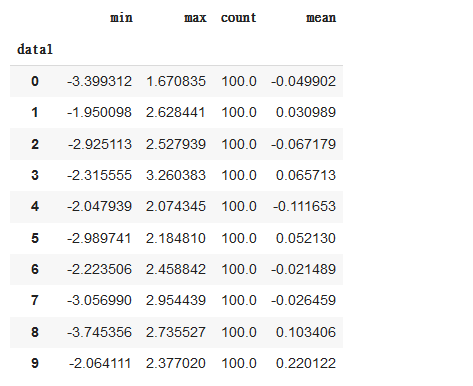 min max count mean
data1
0 -3.399312 1.670835 100.0 -0.049902
1 -1.950098 2.628441 100.0 0.030989
2 -2.925113 2.527939 100.0 -0.067179
3 -2.315555 3.260383 100.0 0.065713
4 -2.047939 2.074345 100.0 -0.111653
5 -2.989741 2.184810 100.0 0.052130
6 -2.223506 2.458842 100.0 -0.021489
7 -3.056990 2.954439 100.0 -0.026459
8 -3.745356 2.735527 100.0 0.103406
9 -2.064111 2.377020 100.0 0.220122